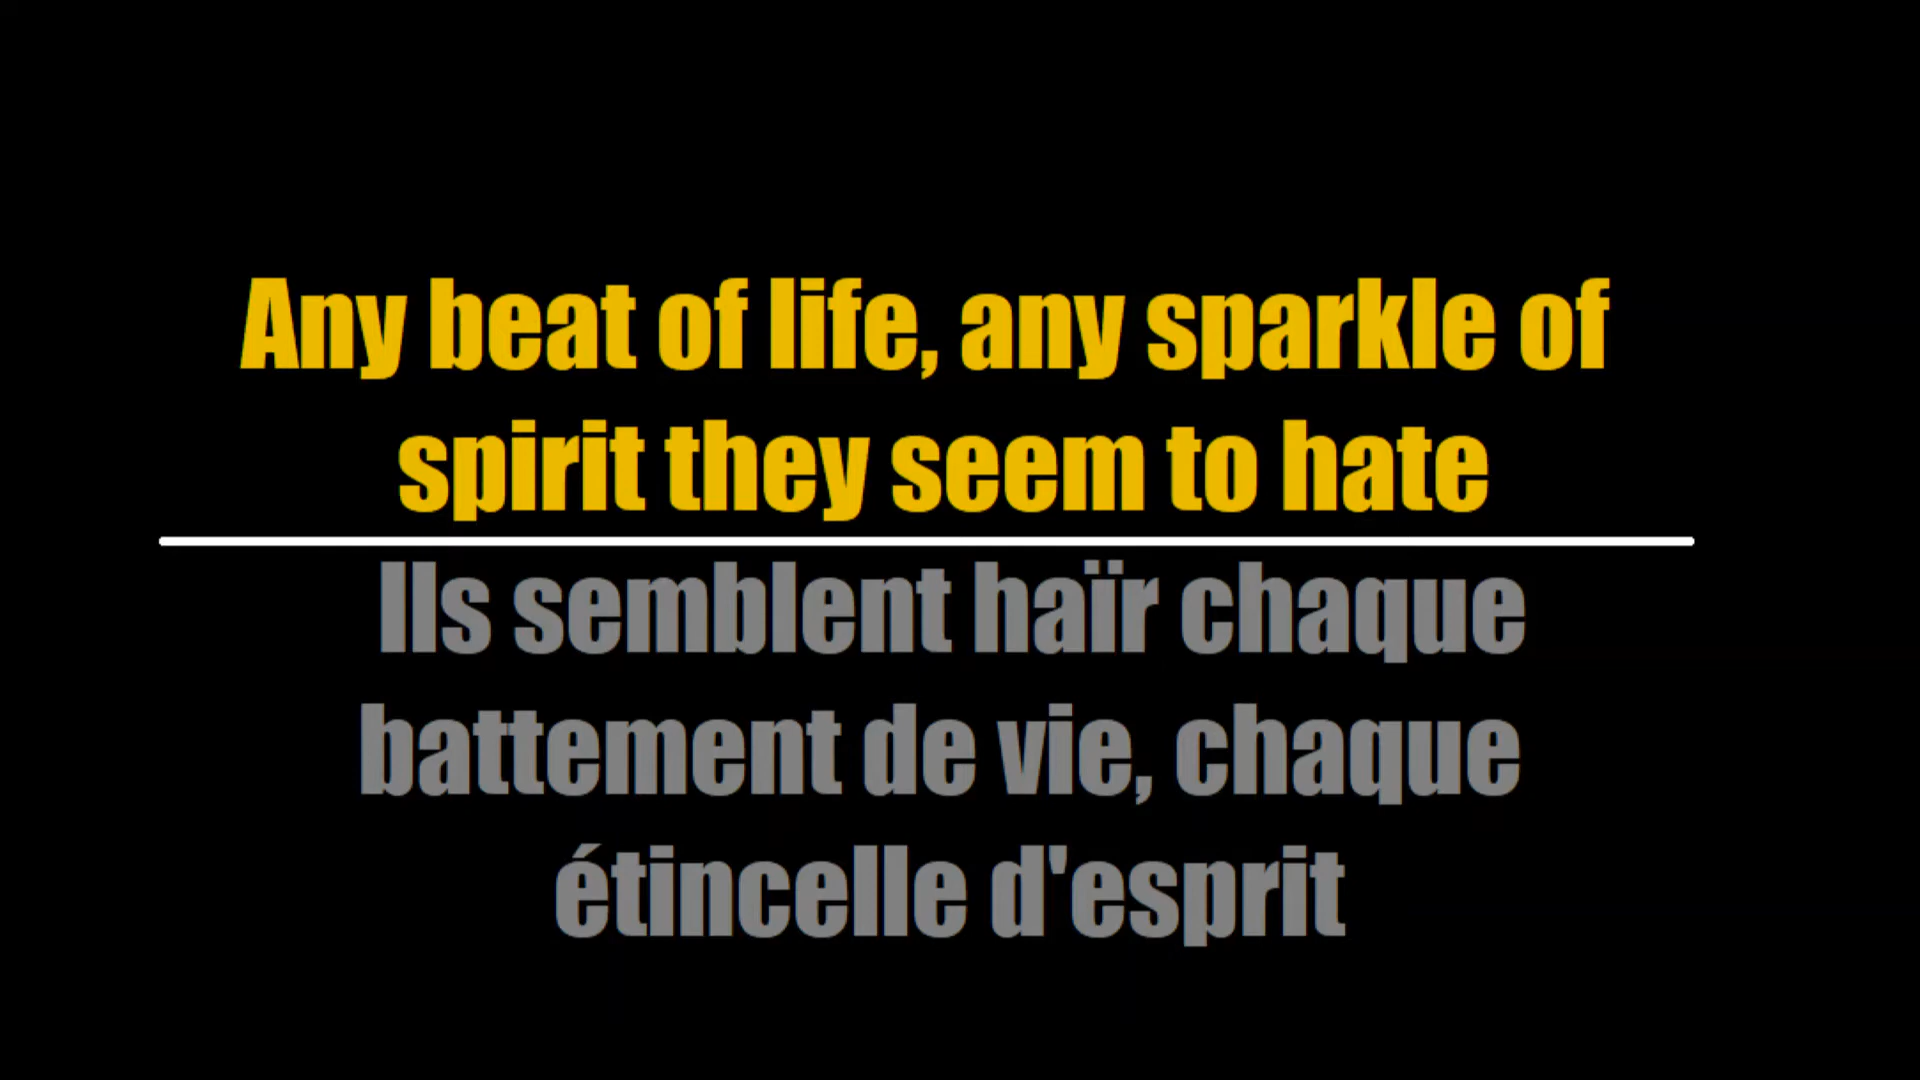 Any beat of life, any sparkle of
spirit they seem to hate
Ils semblent haïr chaque
battement de vie, chaque
étincelle d'esprit